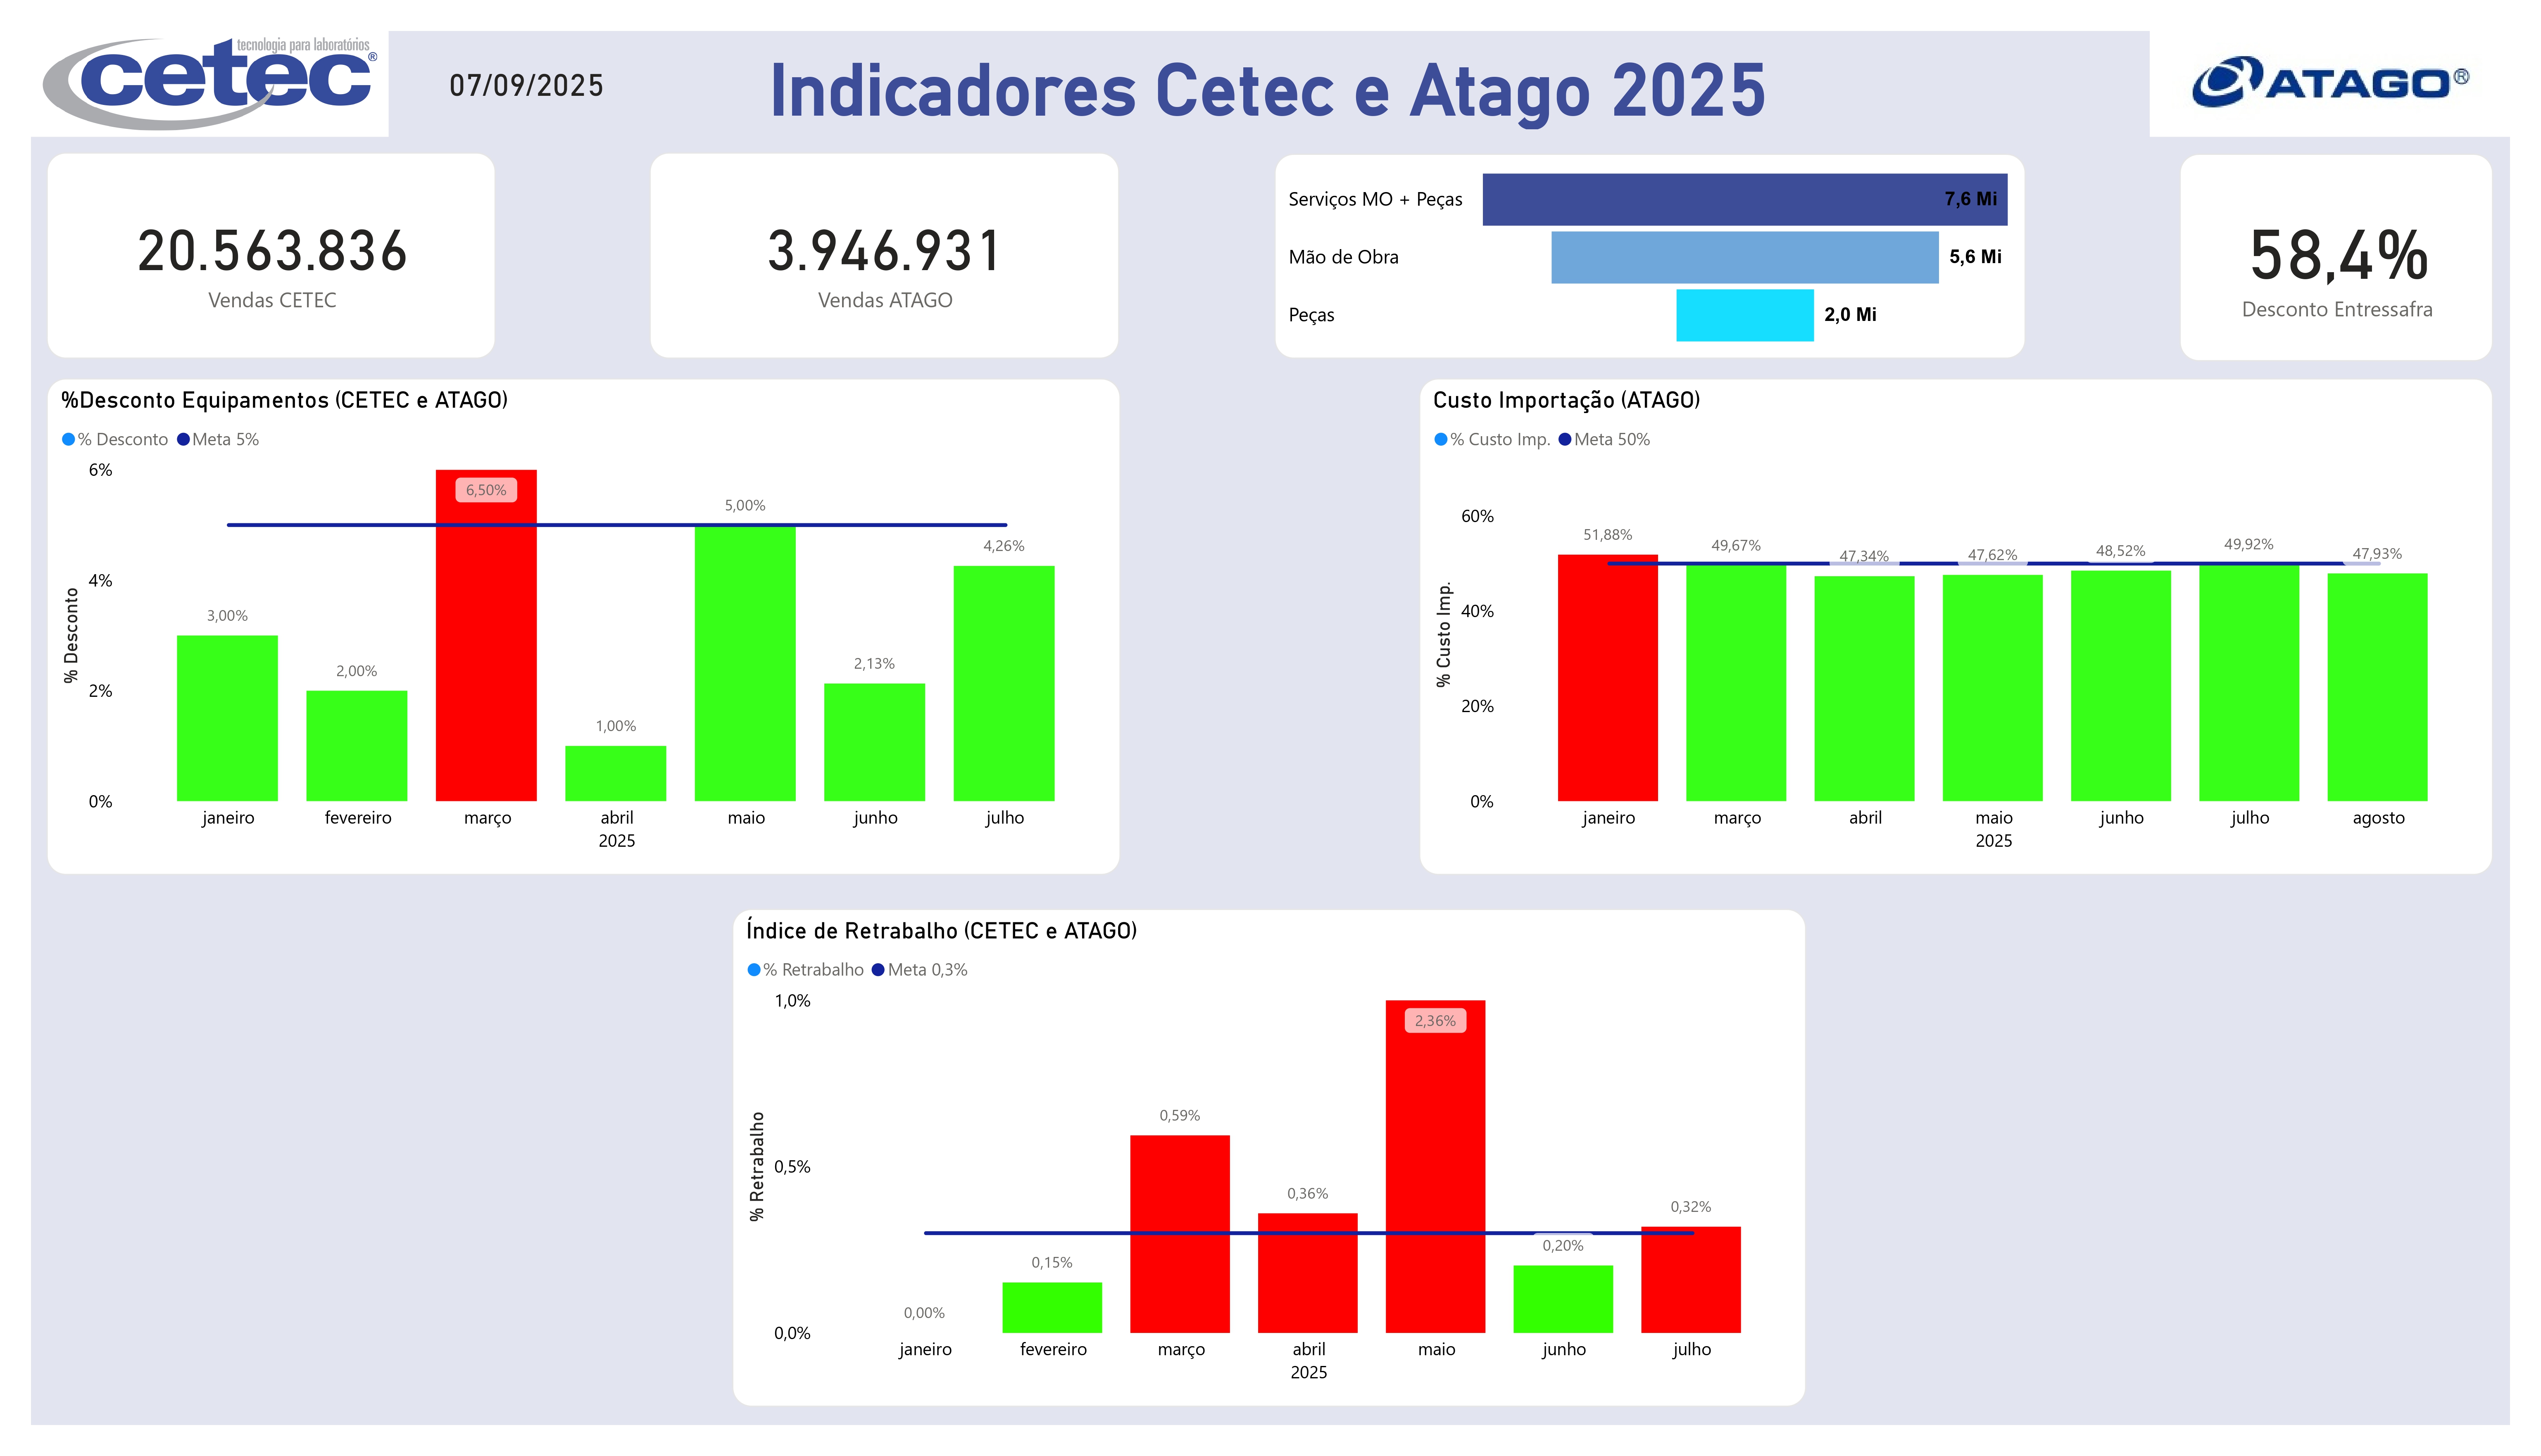 tecnologia para laboratórios
cetec®
07/09/2025
Indicadores Cetec e Atago 2025
ATAGO®
20.563.836
Vendas CETEC
3.946.931
Vendas ATAGO
Serviços MO + Peças
7,6 Mi
Mão de Obra
5,6 Mi
Peças
2,0 Mi
58,4%
Desconto Entressafra
%Desconto Equipamentos (CETEC e ATAGO)
% Desconto Meta 5%
% Desconto
6%
4%
2%
0%
3,00%
2,00%
6,50%
1,00%
5,00%
2,13%
4,26%
janeiro fevereiro março abril maio junho julho
2025
Custo Importação (ATAGO)
% Custo Imp. Meta 50%
% Custo Imp.
60%
40%
20%
0%
51,88%
49,67%
47,34%
47,62%
48,52%
49,92%
47,93%
janeiro março abril maio junho julho agosto
2025
Índice de Retrabalho (CETEC e ATAGO)
% Retrabalho Meta 0,3%
% Retrabalho
1,0%
0,5%
0,0%
0,00%
0,15%
0,59%
0,36%
2,36%
0,20%
0,32%
janeiro fevereiro março abril maio junho julho
2025